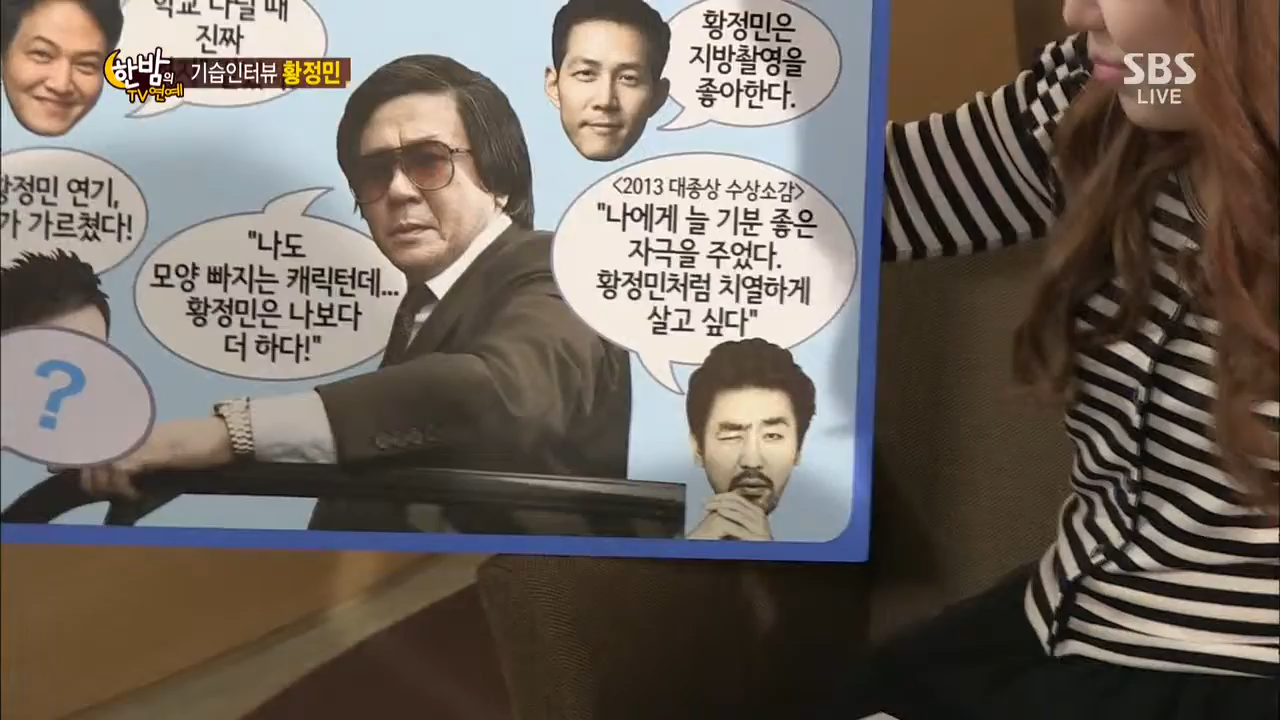 학교 다닐 때
진짜
한밤의
TV연예
기습인터뷰 황정민
황정민은
지방촬영을
좋아한다.
SBS
LIVE
황정민 연기,
가 가르쳤다!
"나도
모양 빠지는 캐릭턴데...
황정민은 나보다
더 하다!"
<2013 대종상 수상소감>
"나에게 늘 기분 좋은
자극을 주었다.
황정민처럼 치열하게
살고 싶다"
?